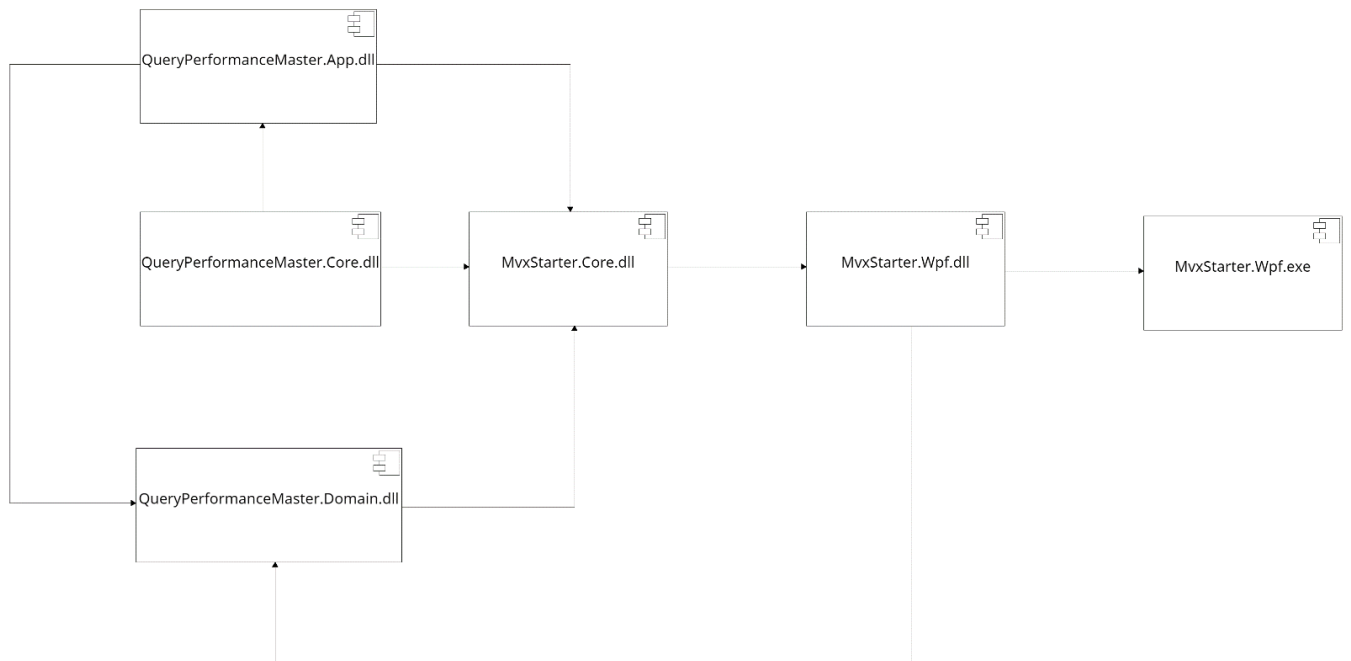 QueryPerformanceMaster.App.dll
QueryPerformanceMaster.Core.dll
MvxStarter.Core.dll
MvxStarter.Wpf.dll
MvxStarter.Wpf.exe
QueryPerformanceMaster.Domain.dll